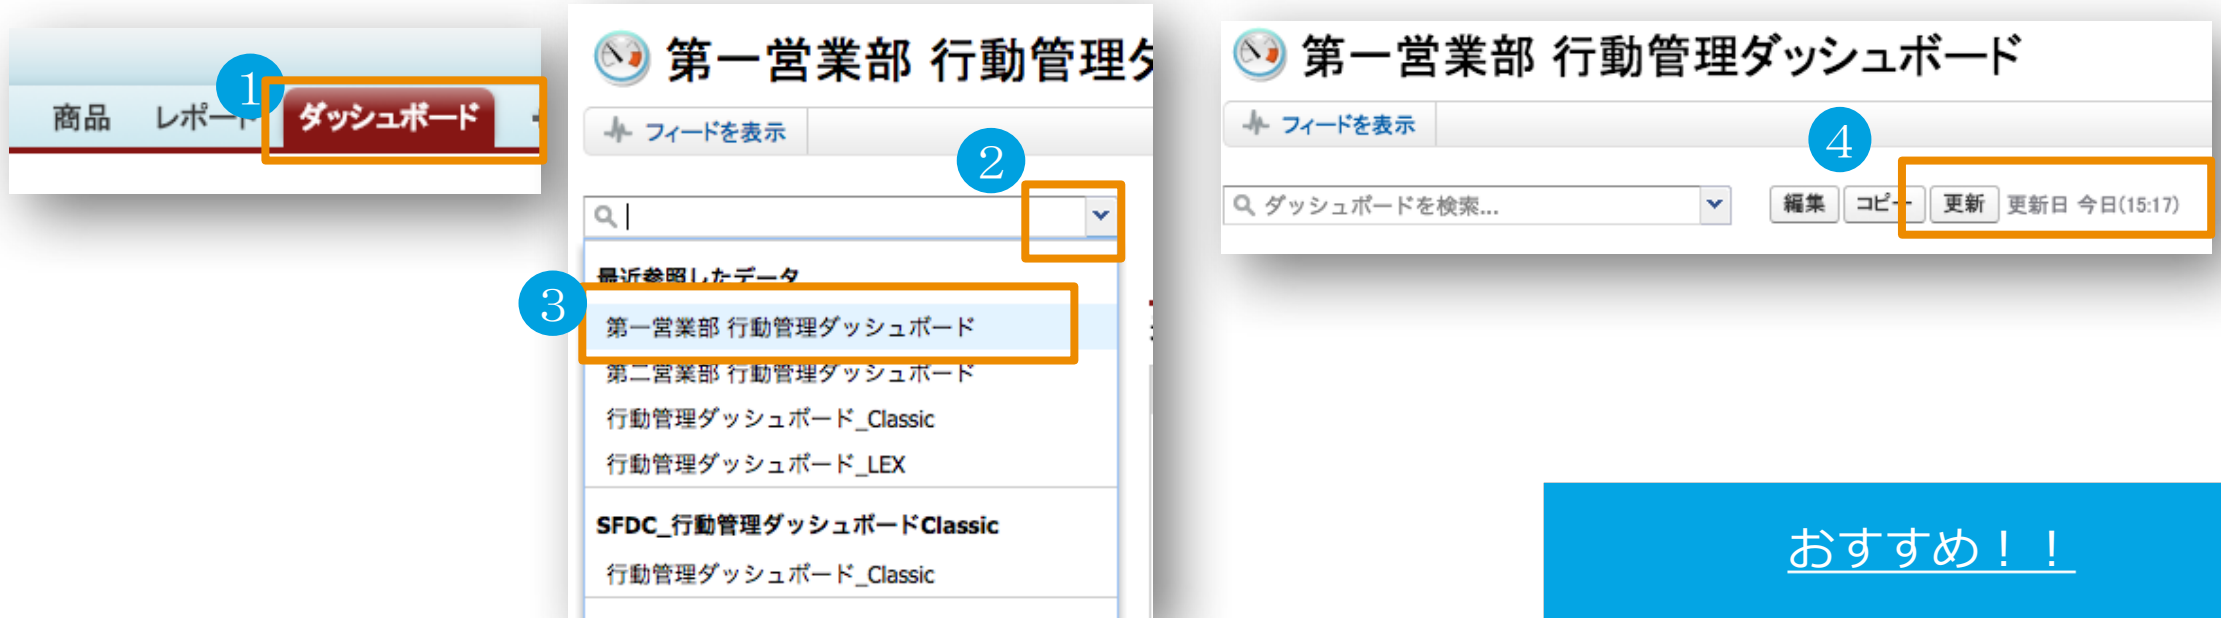 1
商品 レポート ダッシュボード
第一営業部 行動管理ダ
フィードを表示
2
最近参照したデータ
3
第一営業部 行動管理ダッシュボード
第二営業部 行動管理ダッシュボード
行動管理ダッシュボード_Classic
行動管理ダッシュボード_LEX
SFDC_行動管理ダッシュボードClassic
行動管理ダッシュボード_Classic
第一営業部 行動管理ダッシュボード
フィードを表示
4
ダッシュボードを検索... 編集 コピー 更新 更新日 今日(15:17)
おすすめ！！